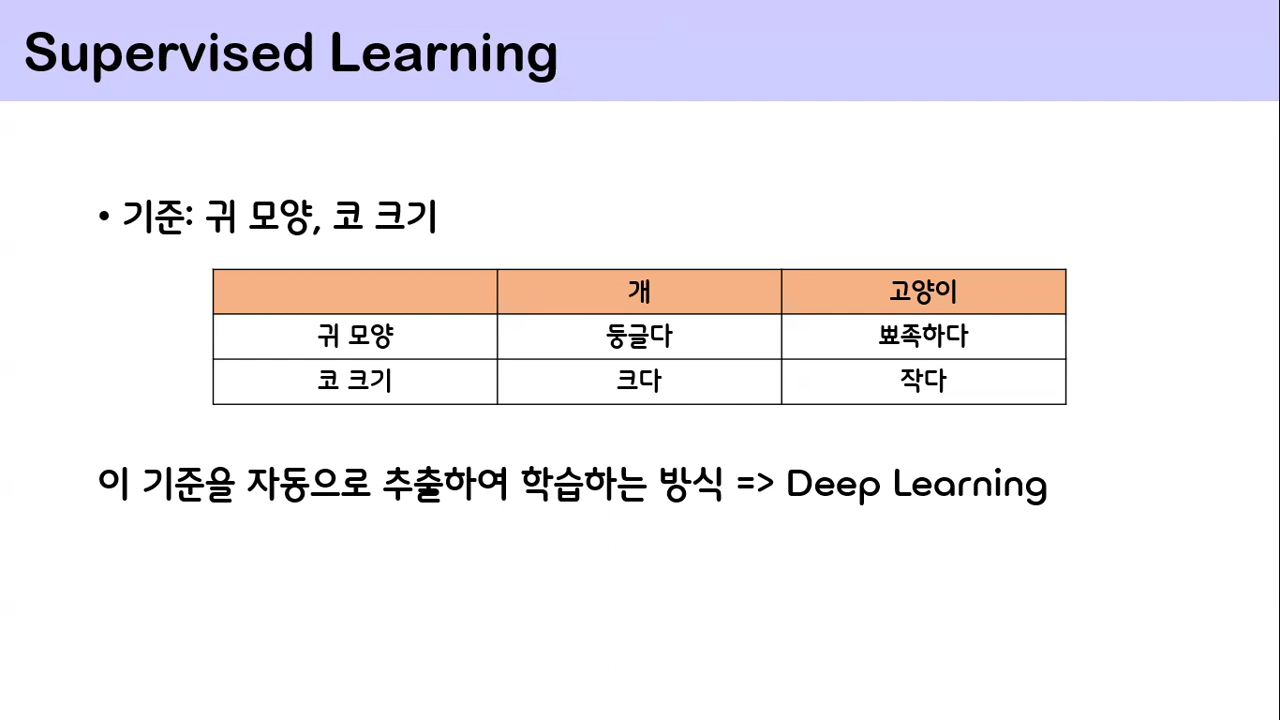 Supervised Learning
• 기준: 귀 모양, 코 크기
개 고양이
귀 모양 둥글다 뾰족하다
코 크기 크다 작다
이 기준을 자동으로 추출하여 학습하는 방식 => Deep Learning